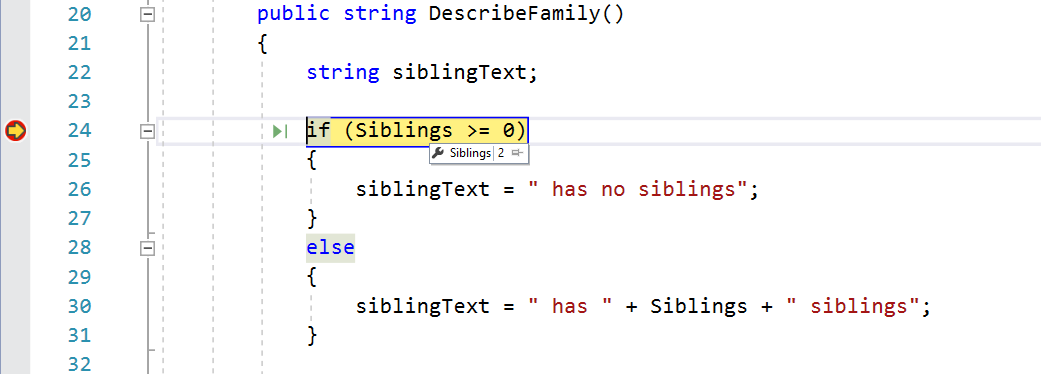 20 public string DescribeFamily()
21 {
22 string siblingText;
23
24 if (Siblings >= 0)
Siblings 2
25 {
26 siblingText = " has no siblings";
27 }
28 else
29 {
30 siblingText = " has " + Siblings + " siblings";
31 }
32